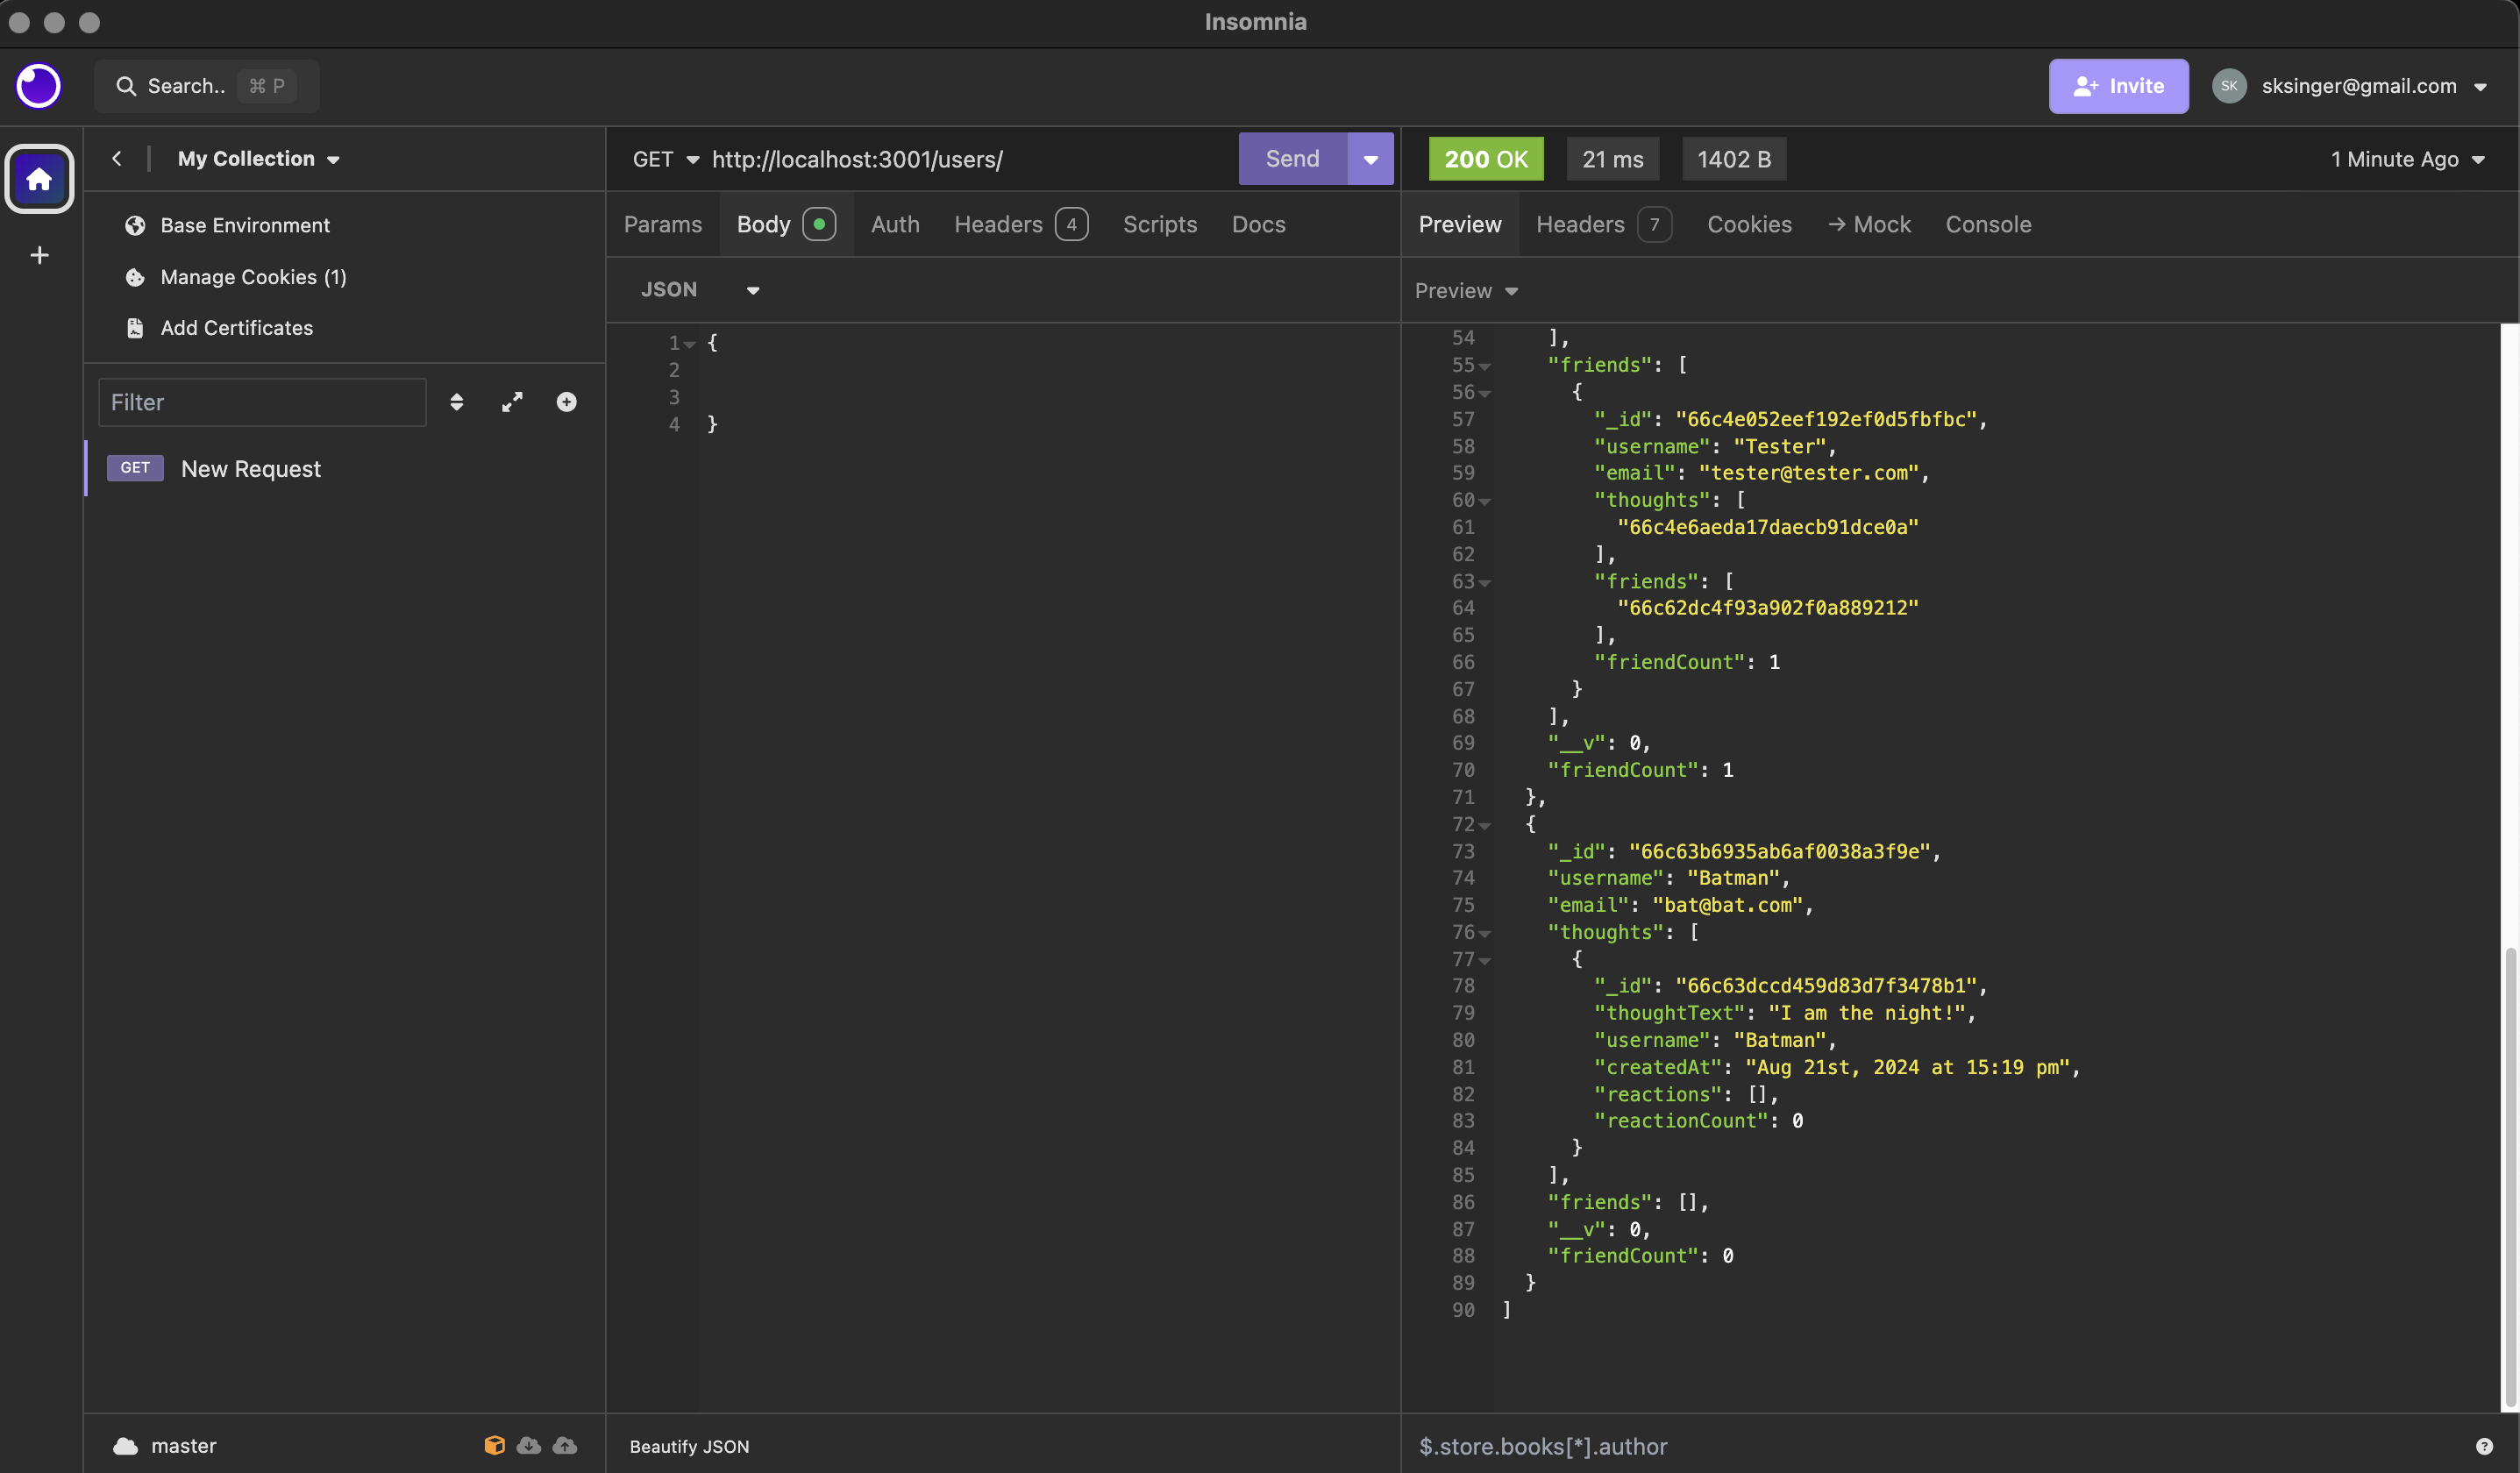 Insomnia
Search.. ⌘ P
Invite
SK
sksinger@gmail.com
My Collection
GET http://localhost:3001/users/
Send
200 OK
21 ms
1402 B
1 Minute Ago
Base Environment
Manage Cookies (1)
Add Certificates
Filter
GET New Request
Params
Body
Auth
Headers 4
Scripts
Docs
JSON
1 {
2
3
4 }
Preview
Headers 7
Cookies
→ Mock
Console
Preview
54 ],
55 "friends": [
56 {
57 "_id": "66c4e052eef192ef0d5fbfbc",
58 "username": "Tester",
59 "email": "tester@tester.com",
60 "thoughts": [
61 "66c4e6aeda17daecb91dce0a"
62 ],
63 "friends": [
64 "66c62dc4f93a902f0a889212"
65 ],
66 "friendCount": 1
67 }
68 ],
69 "__v": 0,
70 "friendCount": 1
71 },
72 {
73 "_id": "66c63b6935ab6af0038a3f9e",
74 "username": "Batman",
75 "email": "bat@bat.com",
76 "thoughts": [
77 {
78 "_id": "66c63dccd459d83d7f3478b1",
79 "thoughtText": "I am the night!",
80 "username": "Batman",
81 "createdAt": "Aug 21st, 2024 at 15:19 pm",
82 "reactions": [],
83 "reactionCount": 0
84 }
85 ],
86 "friends": [],
87 "__v": 0,
88 "friendCount": 0
89 }
90 ]
master
Beautify JSON
$.store.books[*].author